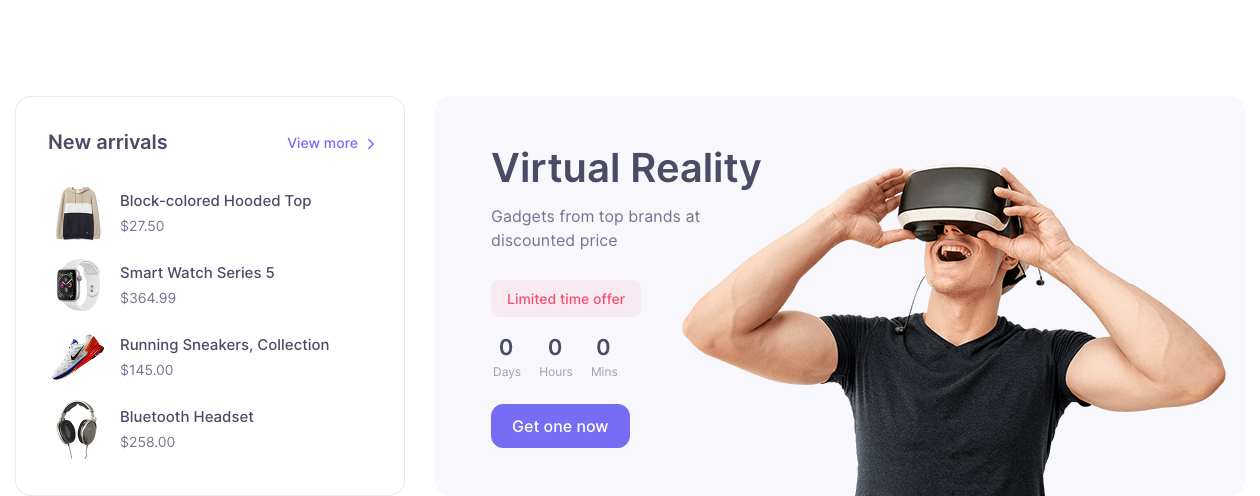 New arrivals
View more
Block-colored Hooded Top
$27.50
Smart Watch Series 5
$364.99
Running Sneakers, Collection
$145.00
Bluetooth Headset
$258.00
Virtual Reality
Gadgets from top brands at
discounted price
Limited time offer
0 0 0
Days Hours Mins
Get one now